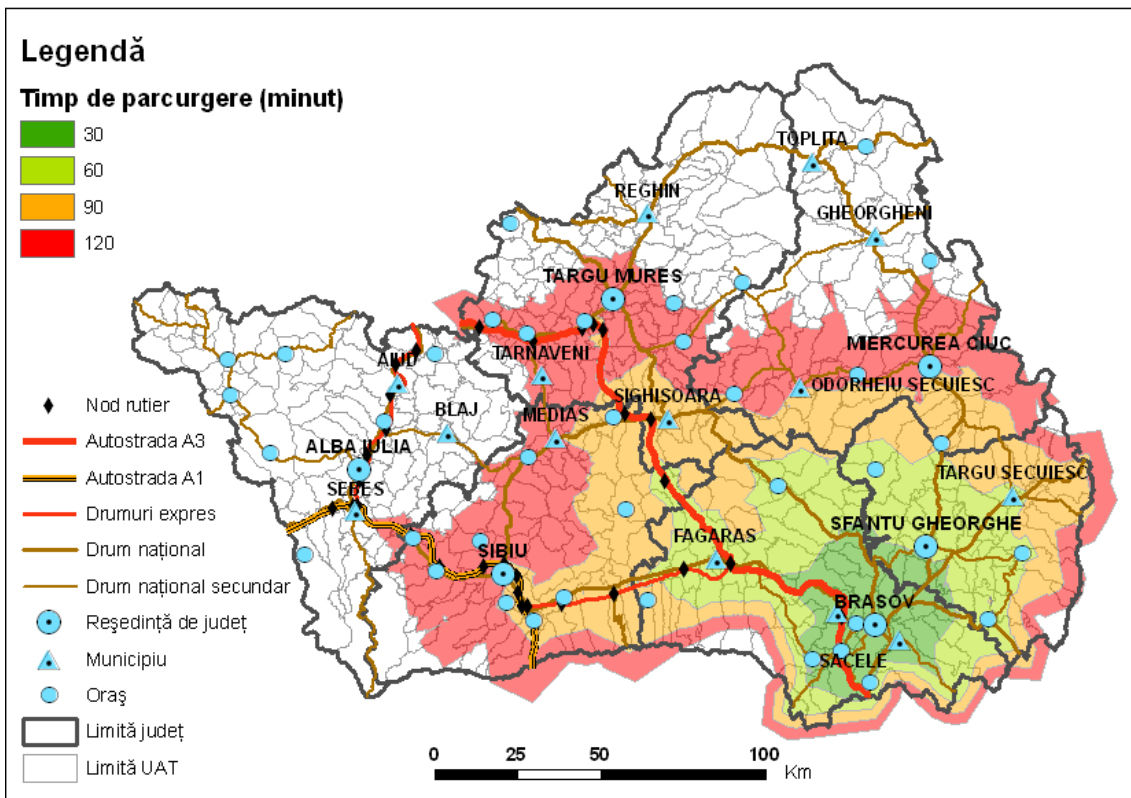 Legendă
Timp de parcurgere (minut)
30
60
90
120
Nod rutier
Autostrada A3
Autostrada A1
Drumuri expres
Drum național
Drum național secundar
Reşedință de județ
Municipiu
Oraş
Limită județ
Limită UAT
TOPLITA
REGHIN
GHEORGHENI
TARGU MURES
TARNAVENI
MIERCUREA CIUC
AIUD
ODORHEIU SECUIESC
SIGHISOARA
BLAJ
MEDIAS
ALBA IULIA
TARGU SECUIESC
SEBES
SFANTU GHEORGHE
FAGARAS
SIBIU
BRASOV
SACELE
0 25 50 100
Km